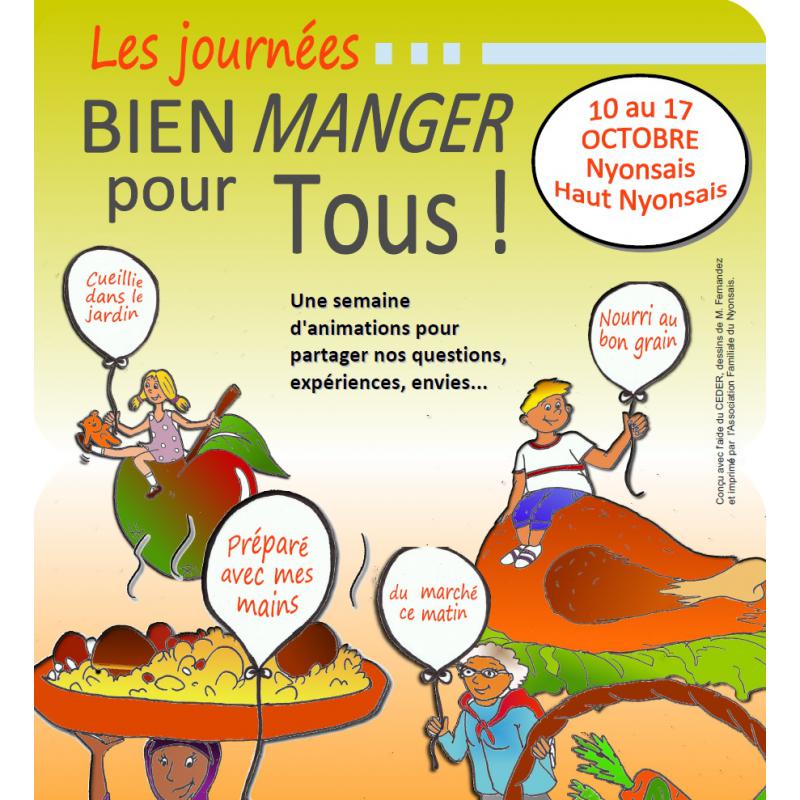 Les journées
BIEN MANGER
pour Tous !
10 au 17
OCTOBRE
Nyonsais
Haut Nyonsais
Cueillie
dans le
jardin
Une semaine
d'animations pour
partager nos questions,
expériences, envies...
Nourri au
bon grain
Conçu avec l'aide du CEDER, dessins de M. Fernandez
et imprimé par l'Association Familiale du Nyonsais.
Préparé
avec mes
mains
du marché
ce matin